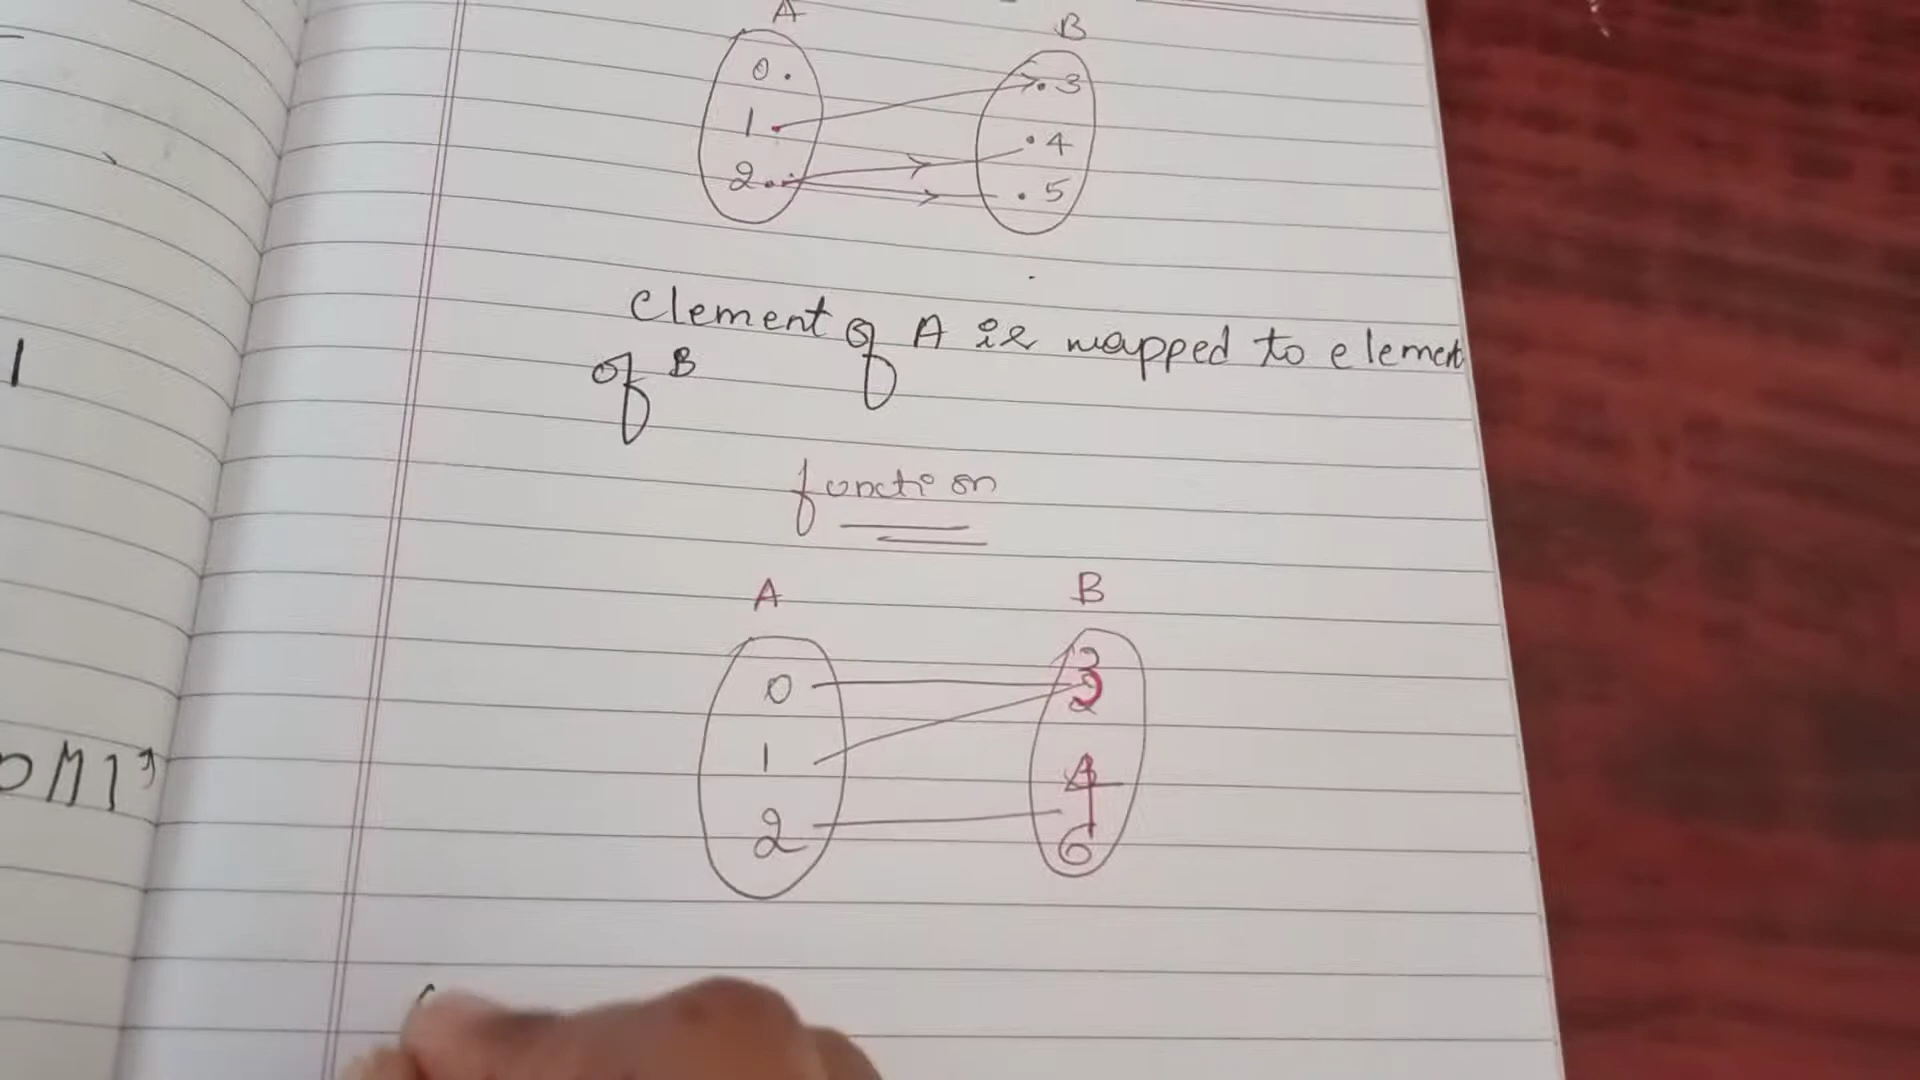 A B
0 . . 3
1 . . 4
2 . . 5
Element of A is mapped to element
of B
function
A B
0 3
1 4
2 6